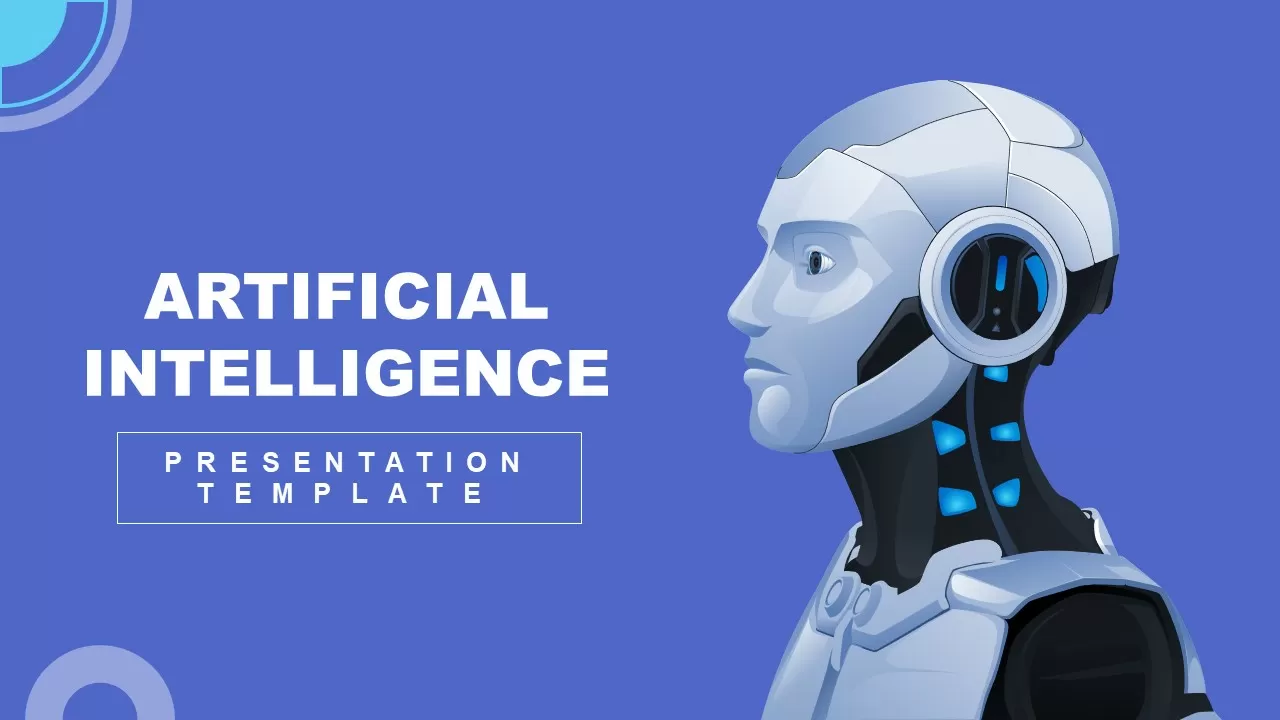 ARTIFICIAL
INTELLIGENCE
PRESENTATION
TEMPLATE